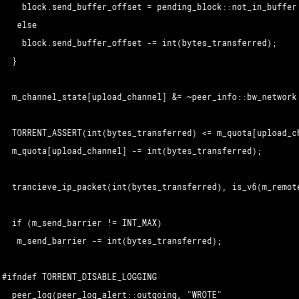 block.send_buffer_offset = pending_block::not_in_buffer
else
block.send_buffer_offset -= int(bytes_transferred);
}
m_channel_state[upload_channel] &= ~peer_info::bw_network
TORRENT_ASSERT(int(bytes_transferred) <= m_quota[upload_ch
m_quota[upload_channel] -= int(bytes_transferred);
trancieve_ip_packet(int(bytes_transferred), is_v6(m_remote
if (m_send_barrier != INT_MAX)
m_send_barrier -= int(bytes_transferred);
#ifndef TORRENT_DISABLE_LOGGING
peer_log(peer_log_alert::outgoing, "WROTE"